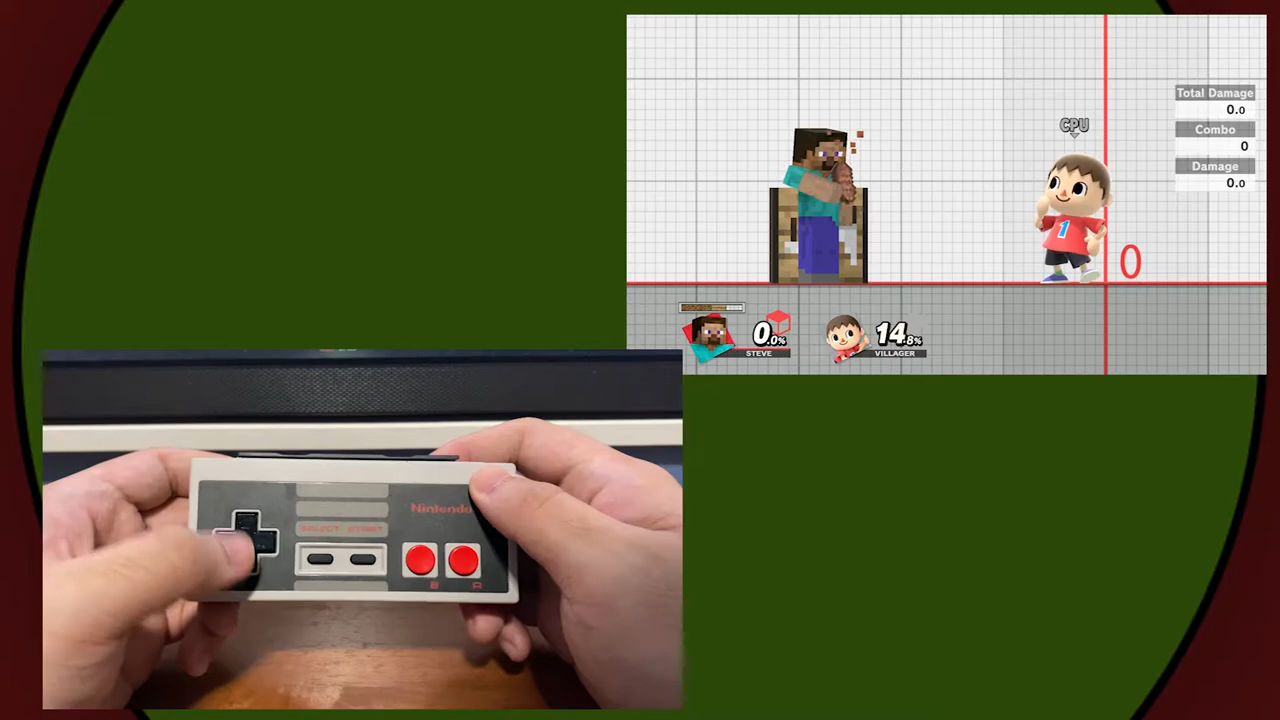 Total Damage
0.0
Combo
0
Damage
0.0
CPU
1
0
0.0%
STEVE
14.8%
VILLAGER
Nintendo
SELECT START
B A